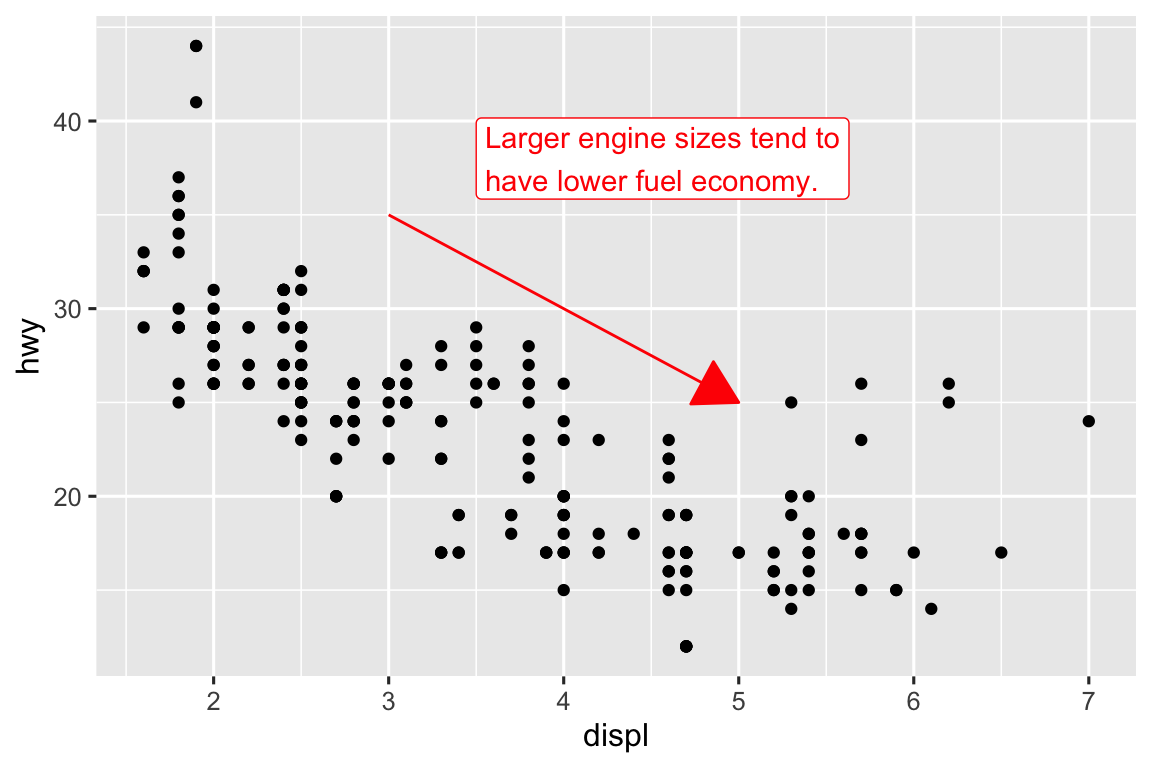 40
30
20
hwy
Larger engine sizes tend to
have lower fuel economy.
2 3 4 5 6 7
displ